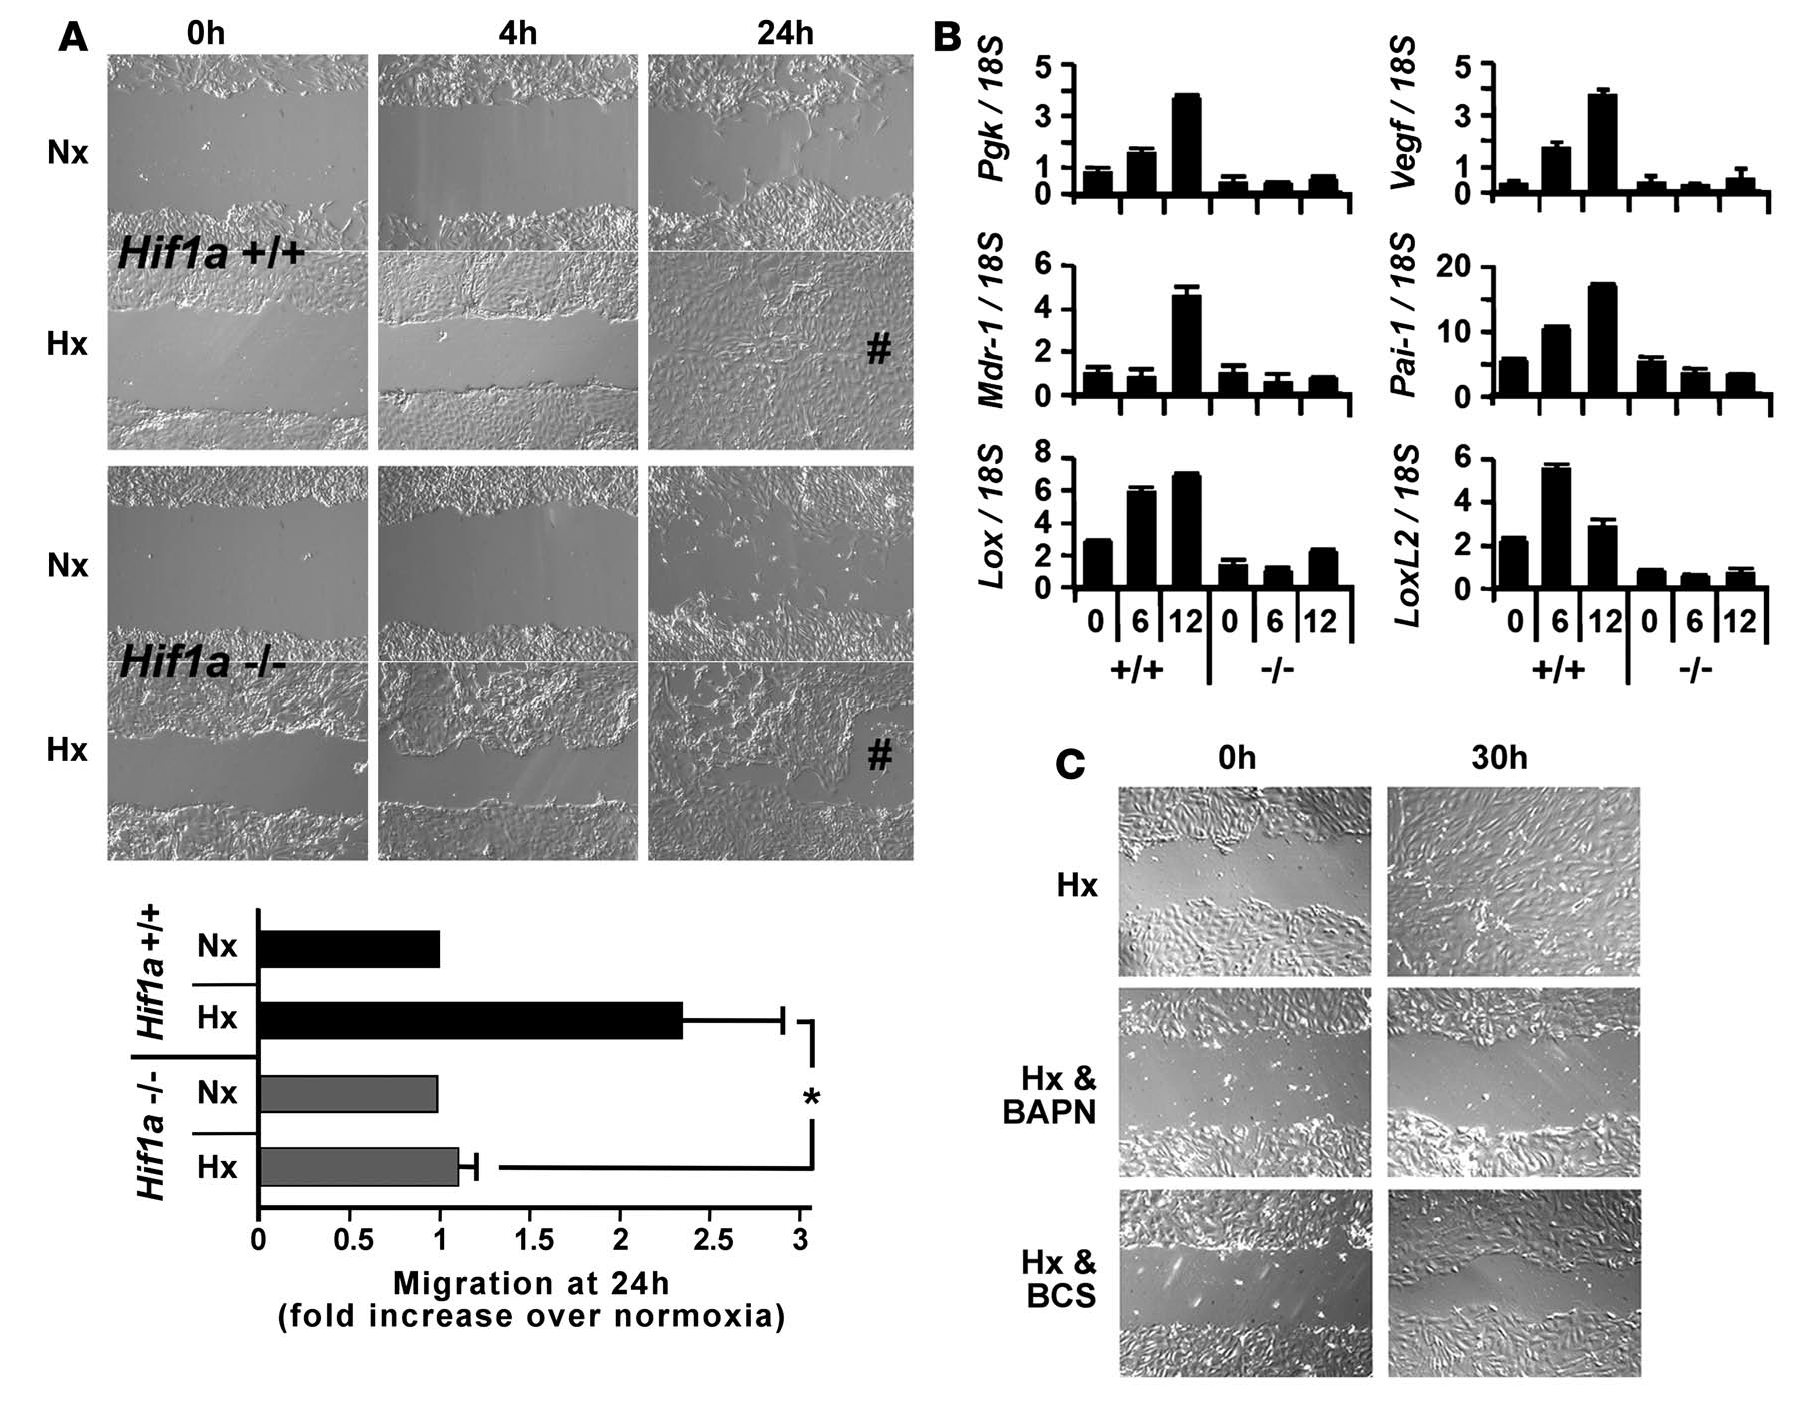 A
0h 4h 24h
Nx
Hif1a +/+
Hx #
Nx
Hif1a -/-
Hx #
Hif1a +/+
Nx
Hx
Hif1a -/-
Nx
Hx
*
0 0.5 1 1.5 2 2.5 3
Migration at 24h
(fold increase over normoxia)
B
Pgk / 18S
5
3
1
0
Vegf / 18S
5
3
1
0
Mdr-1 / 18S
6
4
2
0
Pai-1 / 18S
20
10
0
Lox / 18S
8
6
4
2
0
0 6 12 0 6 12
+/+ -/-
LoxL2 / 18S
6
4
2
0
0 6 12 0 6 12
+/+ -/-
C
0h 30h
Hx
Hx &
BAPN
Hx &
BCS